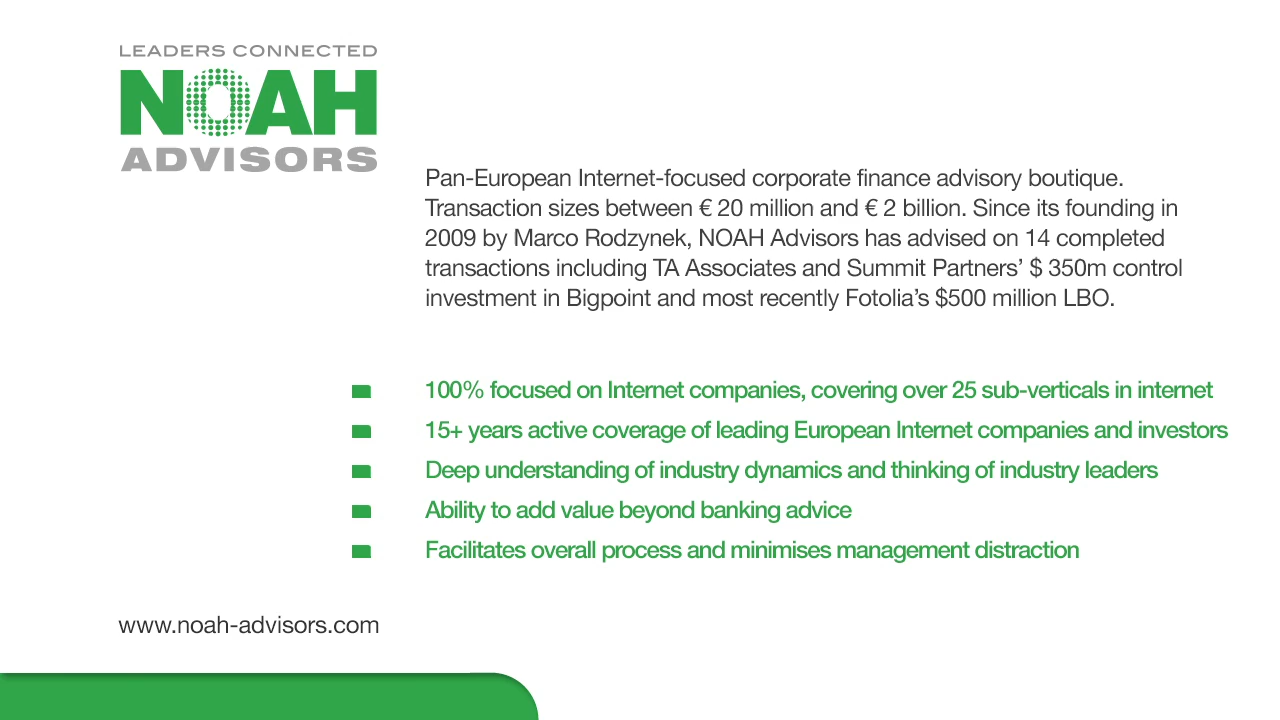 LEADERS CONNECTED
NOAH
ADVISORS
Pan-European Internet-focused corporate finance advisory boutique.
Transaction sizes between € 20 million and € 2 billion. Since its founding in
2009 by Marco Rodzynek, NOAH Advisors has advised on 14 completed
transactions including TA Associates and Summit Partners’ $ 350m control
investment in Bigpoint and most recently Fotolia’s $500 million LBO.
100% focused on Internet companies, covering over 25 sub-verticals in internet
15+ years active coverage of leading European Internet companies and investors
Deep understanding of industry dynamics and thinking of industry leaders
Ability to add value beyond banking advice
Facilitates overall process and minimises management distraction
www.noah-advisors.com